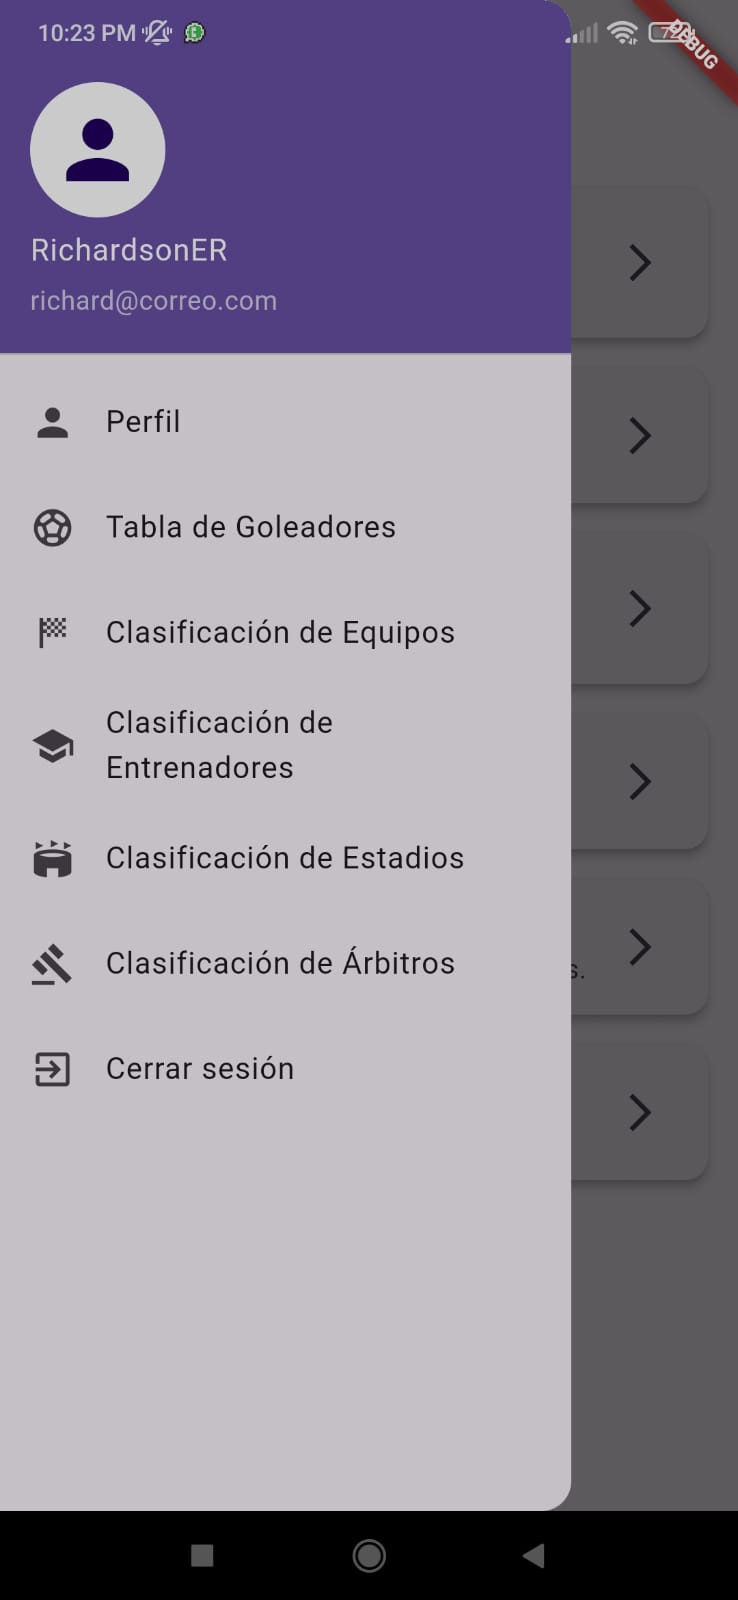 10:23 PM
DEBUG
RichardsonER
richard@correo.com
Perfil
Tabla de Goleadores
Clasificación de Equipos
Clasificación de
Entrenadores
Clasificación de Estadios
Clasificación de Árbitros
s.
Cerrar sesión